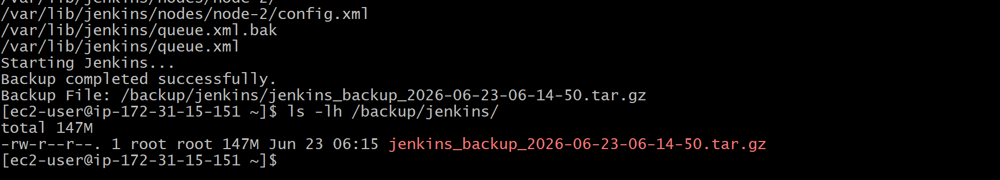 /var/lib/jenkins/nodes/node-2/
/var/lib/jenkins/nodes/node-2/config.xml
/var/lib/jenkins/queue.xml.bak
/var/lib/jenkins/queue.xml
Starting Jenkins...
Backup completed successfully.
Backup File: /backup/jenkins/jenkins_backup_2026-06-23-06-14-50.tar.gz
[ec2-user@ip-172-31-15-151 ~]$ ls -lh /backup/jenkins/
total 147M
-rw-r--r--. 1 root root 147M Jun 23 06:15 jenkins_backup_2026-06-23-06-14-50.tar.gz
[ec2-user@ip-172-31-15-151 ~]$